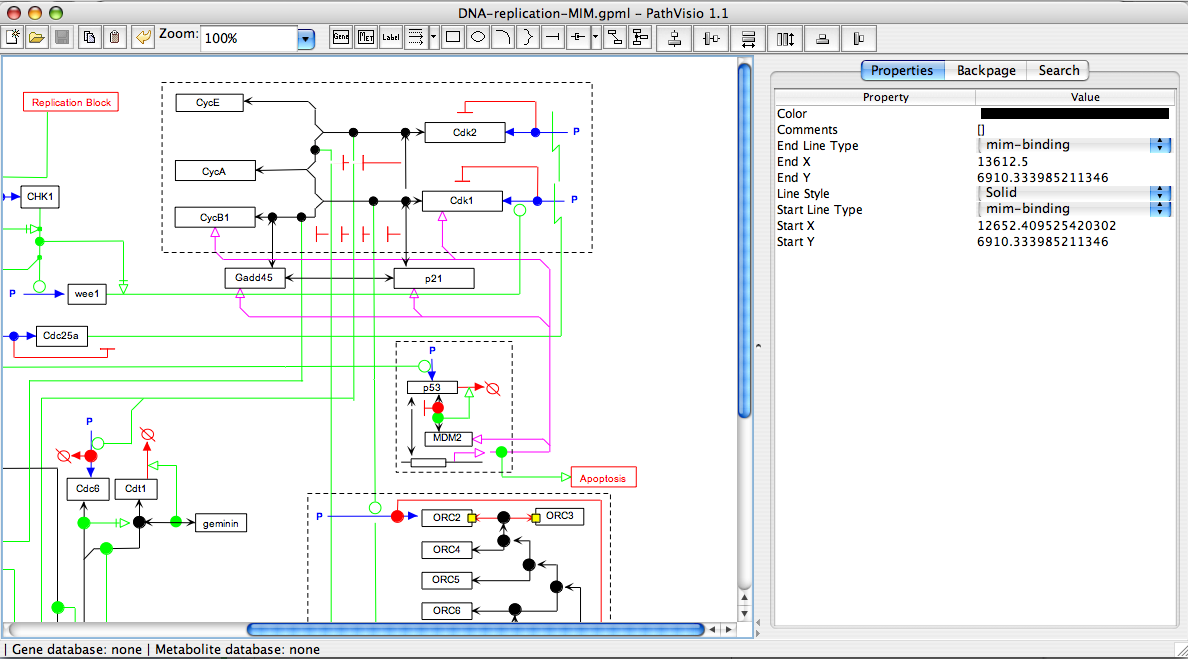 DNA-replication-MIM.gpml – PathVisio 1.1
Zoom: 100%
Gene
Met
Label
Replication Block
CycE
Cdk2
P
CycA
CHK1
Cdk1
P
CycB1
Gadd45
p21
P
wee1
Cdc25a
P
p53
MDM2
P
Apoptosis
Cdc6
Cdt1
geminin
P
ORC2
ORC3
ORC4
ORC5
ORC6
Properties
Backpage
Search
Property Value
Color
Comments []
End Line Type mim-binding
End X 13612.5
End Y 6910.333985211346
Line Style Solid
Start Line Type mim-binding
Start X 12652.409525420302
Start Y 6910.333985211346
| Gene database: none | Metabolite database: none